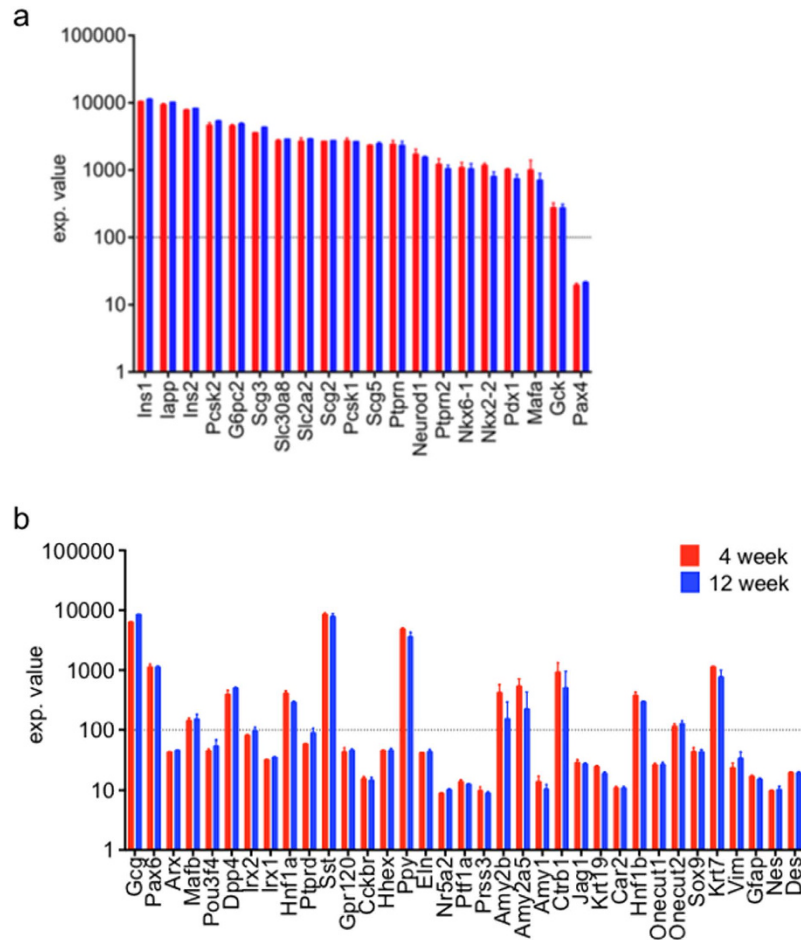 a
100000
10000
1000
100
10
1
exp. value
Ins1
Iapp
Ins2
Pcsk2
G6pc2
Scg3
Slc30a8
Slc2a2
Scg2
Pcsk1
Scg5
Ptprn
Neurod1
Ptprn2
Nkx6-1
Nkx2-2
Pdx1
Mafa
Gck
Pax4
b
4 week
12 week
100000
10000
1000
100
10
1
exp. value
Gcg
Pax6
Arx
Mafb
Pou3f4
Dpp4
Irx2
Irx1
Hnf1a
Ptprd
Sst
Gpr120
Cckbr
Hhex
Ppy
Eln
Nr5a2
Ptf1a
Prss3
Amy2b
Amy2a5
Amy1
Ctrb1
Jag1
Krt19
Car2
Hnf1b
Onecut1
Onecut2
Sox9
Krt7
Vim
Gfap
Nes
Des